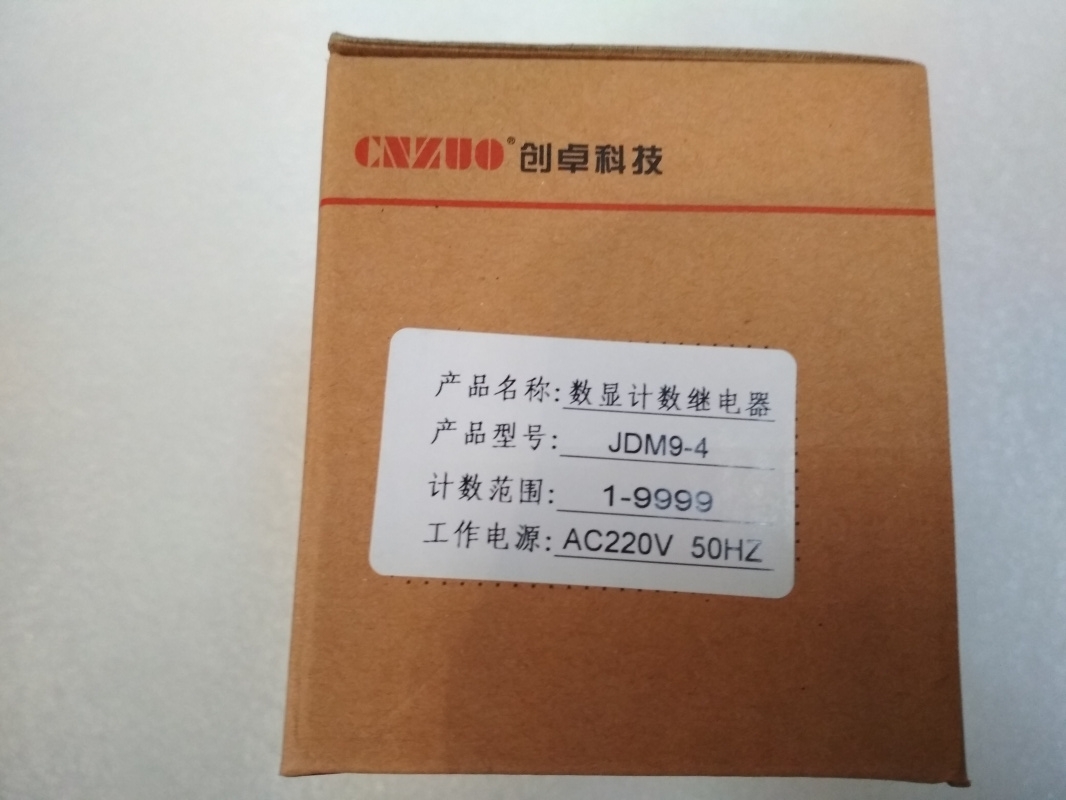 CNZUO® 创卓科技
产品名称:数显计数继电器
产品型号: JDM9-4
计数范围: 1-9999
工作电源: AC220V 50HZ